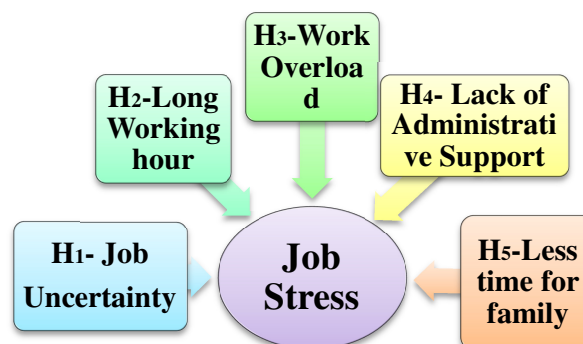 H3-Work
Overloa
d
H2-Long
Working
hour
H4- Lack of
Administrati
ve Support
H1- Job
Uncertainty
Job
Stress
H5-Less
time for
family